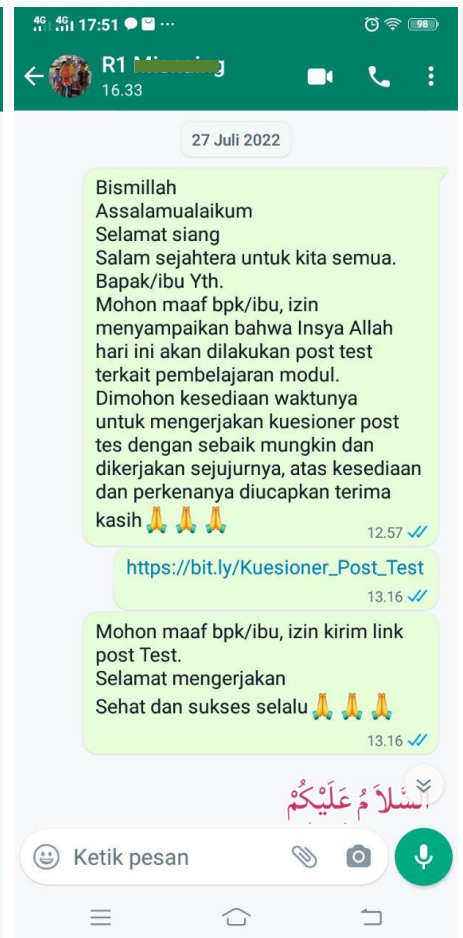 4G 4G 17:51 98
R1
16.33
27 Juli 2022
Bismillah
Assalamualaikum
Selamat siang
Salam sejahtera untuk kita semua.
Bapak/ibu Yth.
Mohon maaf bpk/ibu, izin
menyampaikan bahwa Insya Allah
hari ini akan dilakukan post test
terkait pembelajaran modul.
Dimohon kesediaan waktunya
untuk mengerjakan kuesioner post
tes dengan sebaik mungkin dan
dikerjakan sejujurnya, atas kesediaan
dan perkenanya diucapkan terima
kasih 🙏 🙏 🙏
12.57
https://bit.ly/Kuesioner_Post_Test
13.16
Mohon maaf bpk/ibu, izin kirim link
post Test.
Selamat mengerjakan
Sehat dan sukses selalu 🙏 🙏 🙏
13.16
اَلسَّلاَ مُ عَلَيْكُمْ
Ketik pesan